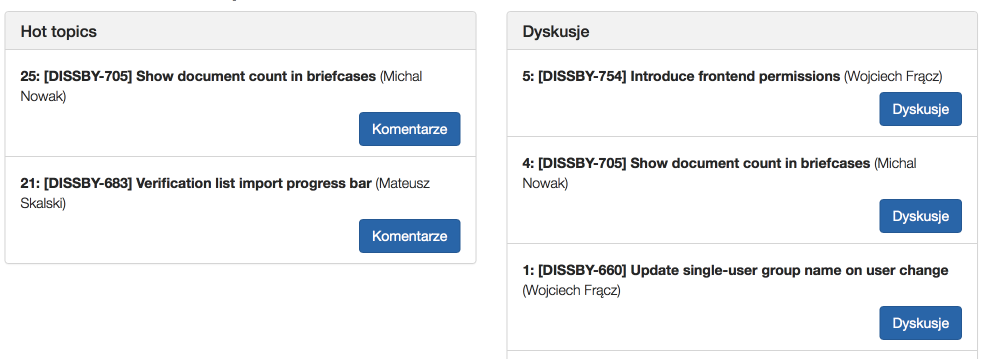 Hot topics
25: [DISSBY-705] Show document count in briefcases (Michal
Nowak)
Komentarze
21: [DISSBY-683] Verification list import progress bar (Mateusz
Skalski)
Komentarze
Dyskusje
5: [DISSBY-754] Introduce frontend permissions (Wojciech Frącz)
Dyskusje
4: [DISSBY-705] Show document count in briefcases (Michal
Nowak)
Dyskusje
1: [DISSBY-660] Update single-user group name on user change
(Wojciech Frącz)
Dyskusje